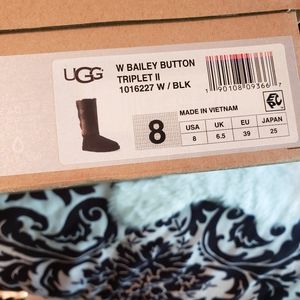 UGG
W BAILEY BUTTON
TRIPLET II
1016227 W / BLK
190108093667
MADE IN VIETNAM
8
USA UK EU JAPAN
8 6.5 39 25